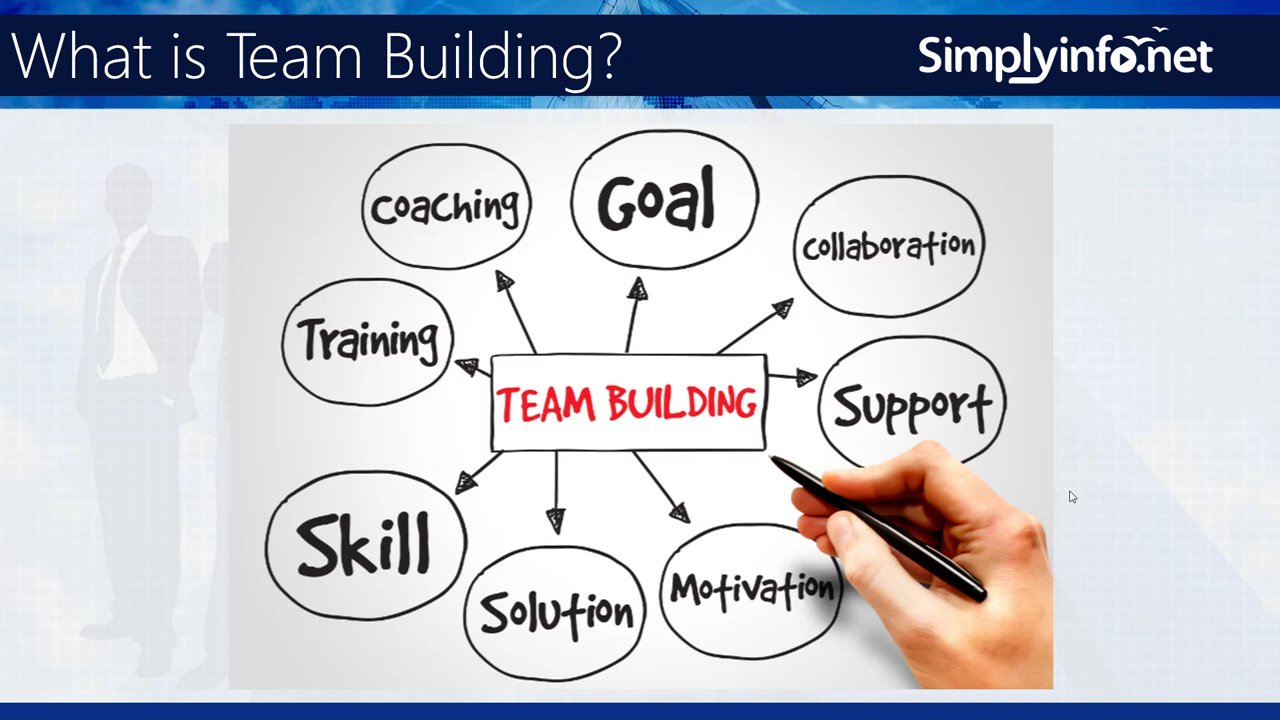 What is Team Building?
Simplyinfo.net
Coaching
Goal
Collaboration
Training
TEAM BUILDING
Support
Skill
Solution
Motivation